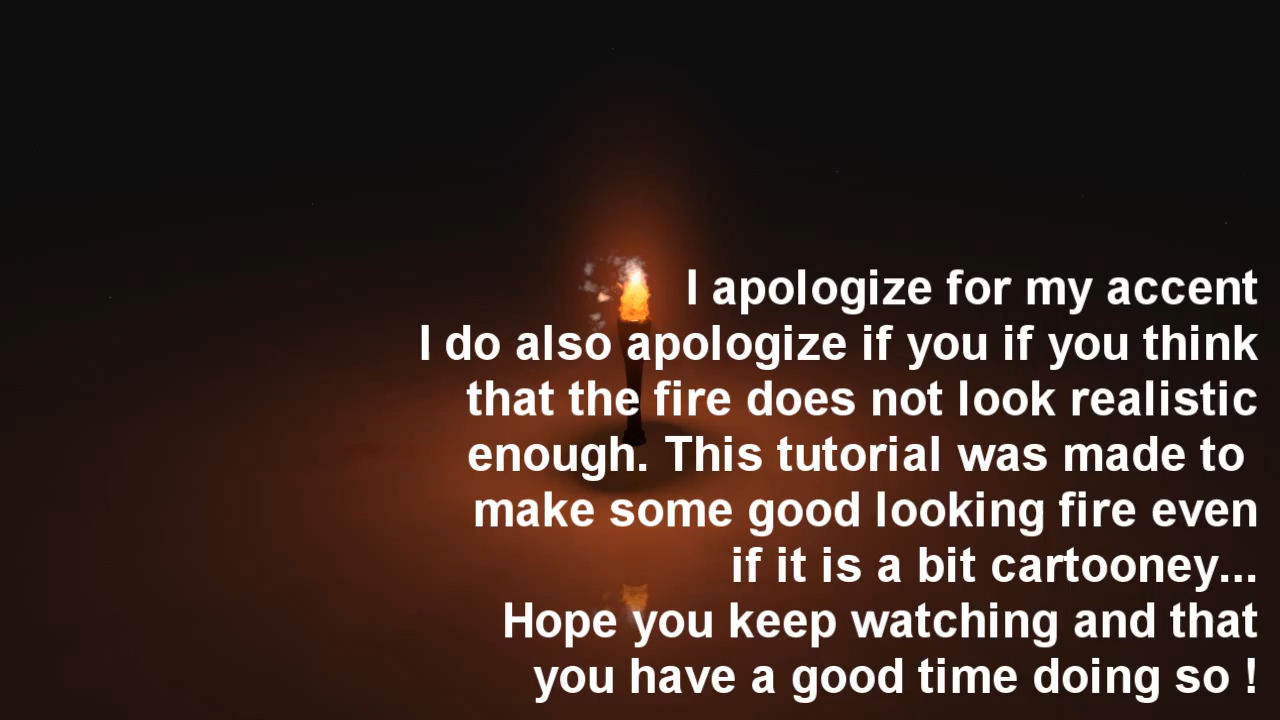 I apologize for my accent
I do also apologize if you if you think
that the fire does not look realistic
enough. This tutorial was made to
make some good looking fire even
if it is a bit cartooney...
Hope you keep watching and that
you have a good time doing so !